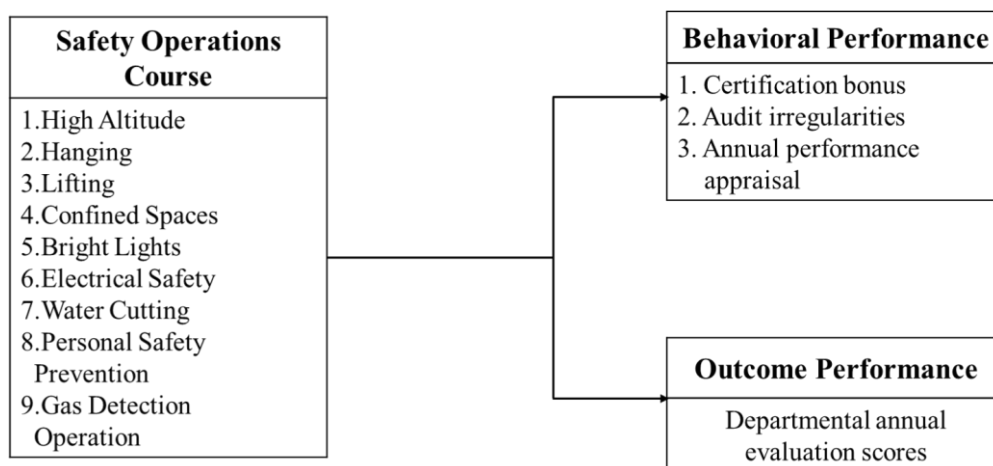 Safety Operations
Course
1.High Altitude
2.Hanging
3.Lifting
4.Confined Spaces
5.Bright Lights
6.Electrical Safety
7.Water Cutting
8.Personal Safety
Prevention
9.Gas Detection
Operation
Behavioral Performance
1. Certification bonus
2. Audit irregularities
3. Annual performance
appraisal
Outcome Performance
Departmental annual
evaluation scores